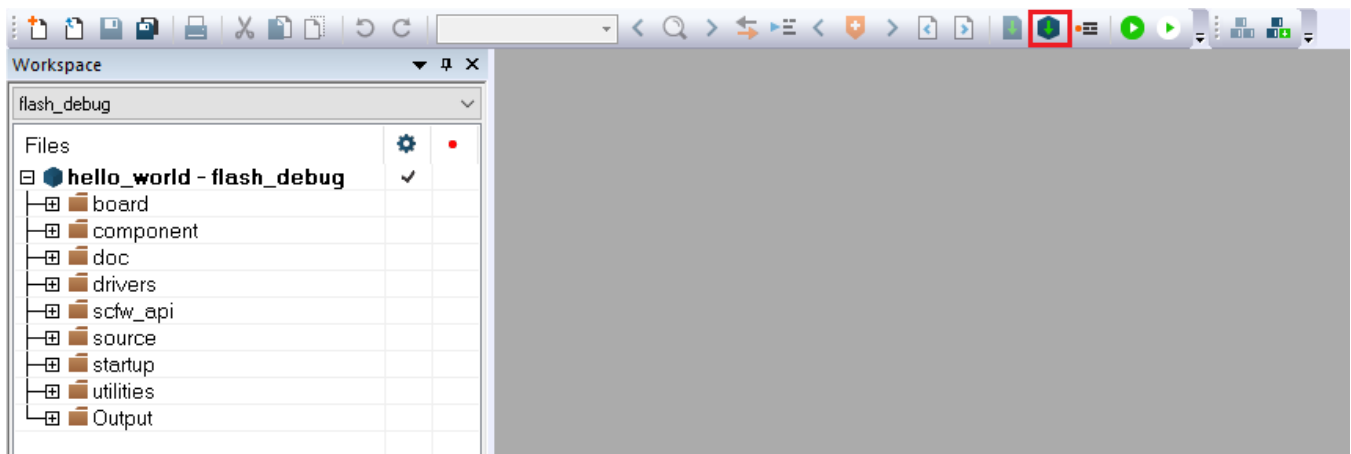 Workspace
flash_debug
Files
hello_world - flash_debug
board
component
doc
drivers
scfw_api
source
startup
utilities
Output